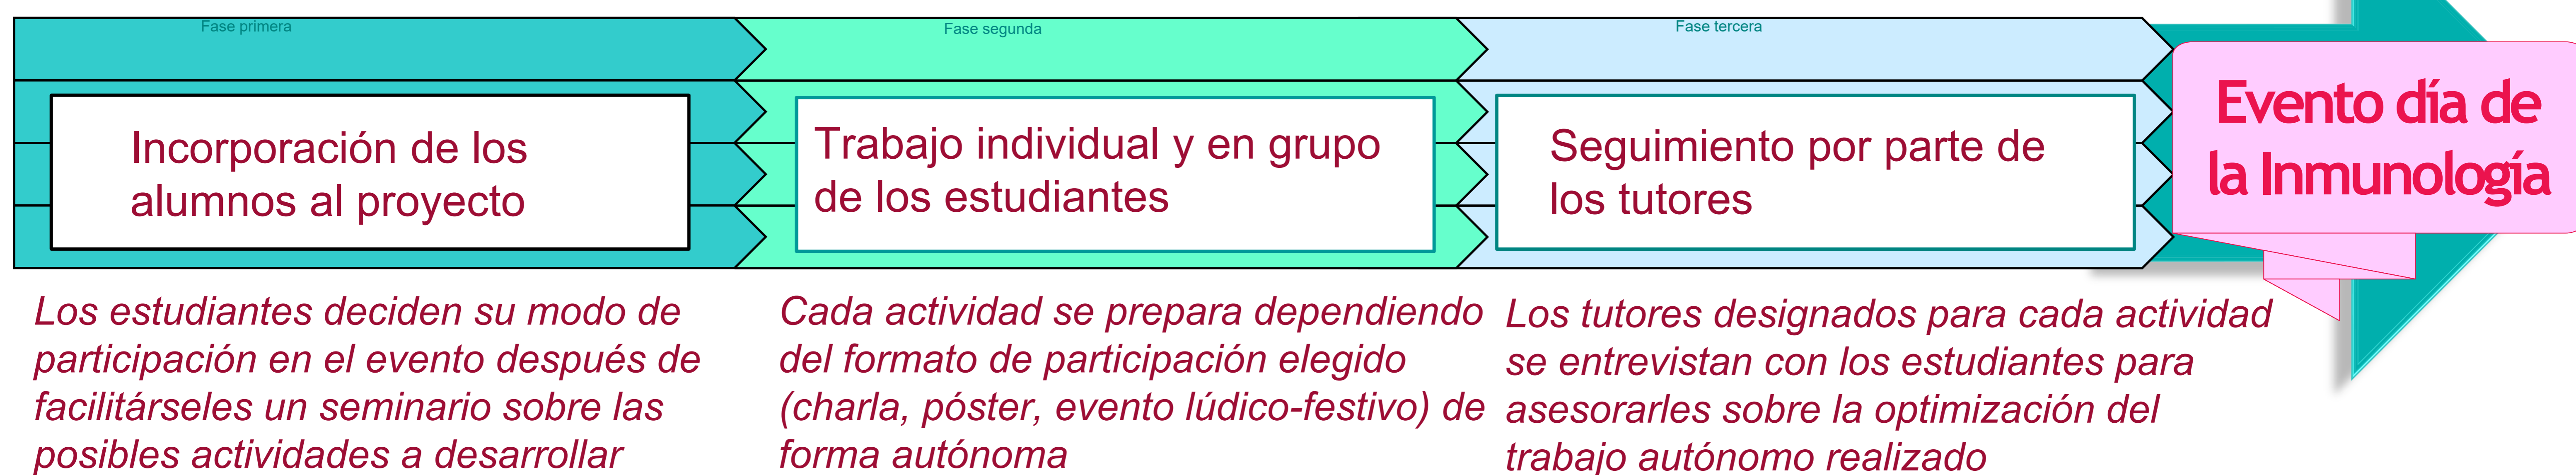 Fase primera
Incorporación de los
alumnos al proyecto
Los estudiantes deciden su modo de
participación en el evento después de
facilitárseles un seminario sobre las
posibles actividades a desarrollar
Fase segunda
Trabajo individual y en grupo
de los estudiantes
Cada actividad se prepara dependiendo
del formato de participación elegido
(charla, póster, evento lúdico-festivo) de
forma autónoma
Fase tercera
Seguimiento por parte de
los tutores
Los tutores designados para cada actividad
se entrevistan con los estudiantes para
asesorarles sobre la optimización del
trabajo autónomo realizado
Evento día de
la Inmunología